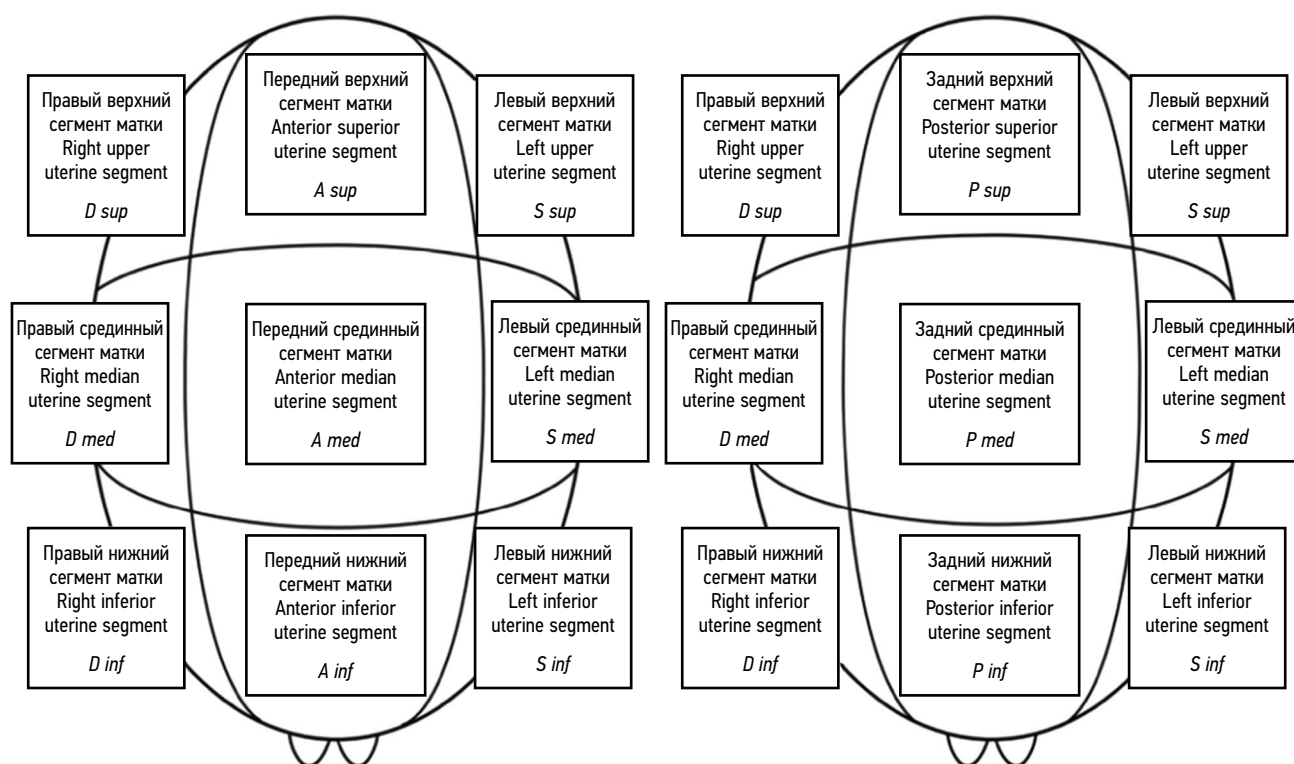 Правый верхний
сегмент матки
Right upper
uterine segment
D sup
Передний верхний
сегмент матки
Anterior superior
uterine segment
A sup
Левый верхний
сегмент матки
Left upper
uterine segment
S sup
Правый срединный
сегмент матки
Right median
uterine segment
D med
Передний срединный
сегмент матки
Anterior median
uterine segment
A med
Левый срединный
сегмент матки
Left median
uterine segment
S med
Правый нижний
сегмент матки
Right inferior
uterine segment
D inf
Передний нижний
сегмент матки
Anterior inferior
uterine segment
A inf
Левый нижний
сегмент матки
Left inferior
uterine segment
S inf
Правый верхний
сегмент матки
Right upper
uterine segment
D sup
Задний верхний
сегмент матки
Posterior superior
uterine segment
P sup
Левый верхний
сегмент матки
Left upper
uterine segment
S sup
Правый срединный
сегмент матки
Right median
uterine segment
D med
Задний срединный
сегмент матки
Posterior median
uterine segment
P med
Левый срединный
сегмент матки
Left median
uterine segment
S med
Правый нижний
сегмент матки
Right inferior
uterine segment
D inf
Задний нижний
сегмент матки
Posterior inferior
uterine segment
P inf
Левый нижний
сегмент матки
Left inferior
uterine segment
S inf